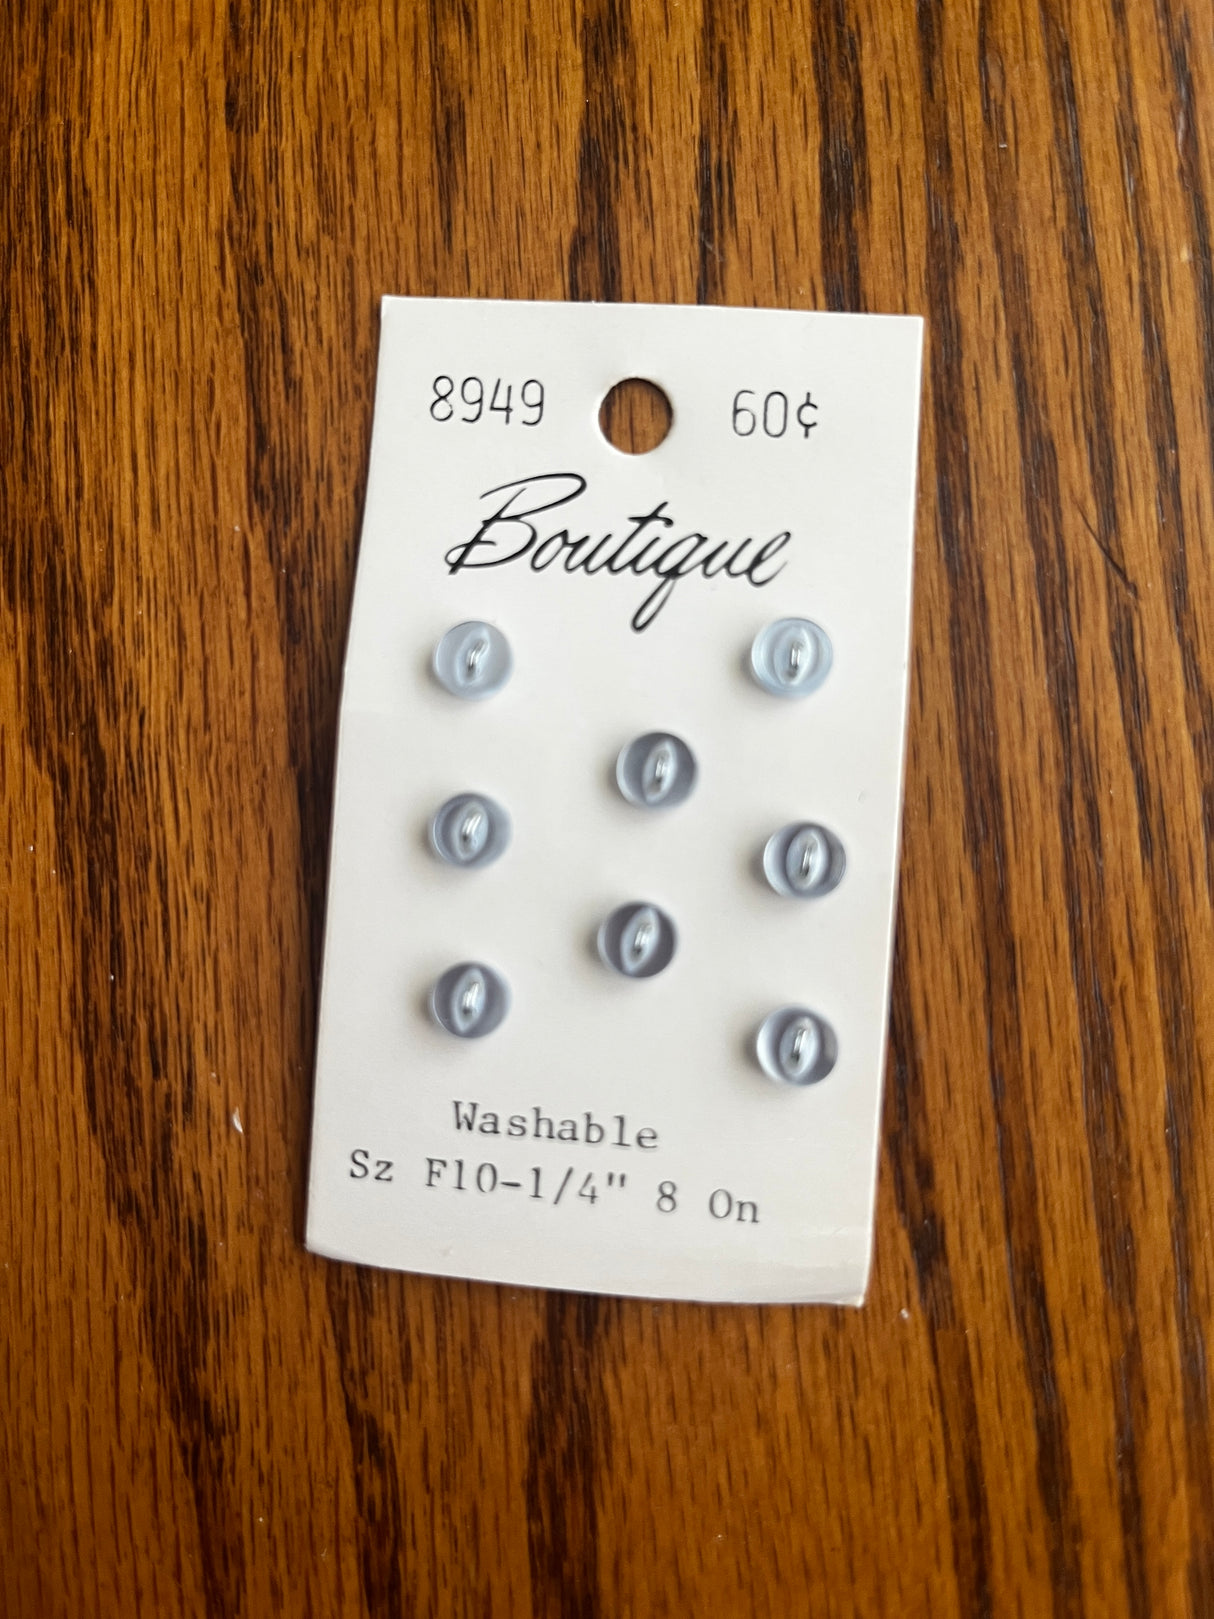 8949 60¢
Boutique
Washable
Sz F10-1/4" 8 On